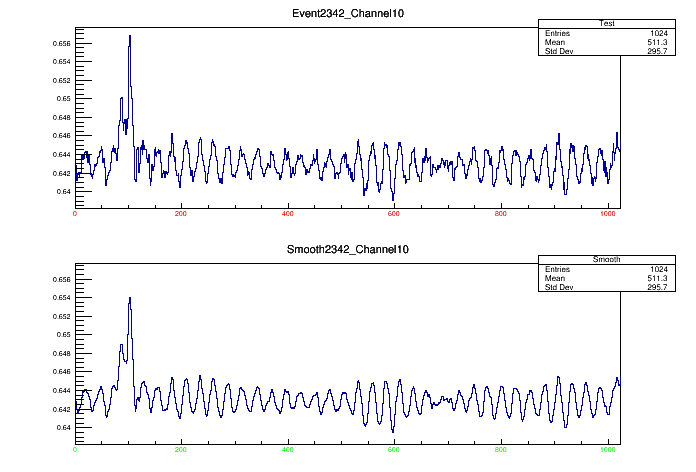 Event2342_Channel10
Test
Entries 1024
Mean 511.3
Std Dev 295.7
0.656
0.654
0.652
0.65
0.648
0.646
0.644
0.642
0.64
0 200 400 600 800 1000
Smooth2342_Channel10
Smooth
Entries 1024
Mean 511.3
Std Dev 295.7
0.656
0.654
0.652
0.65
0.648
0.646
0.644
0.642
0.64
0 200 400 600 800 1000